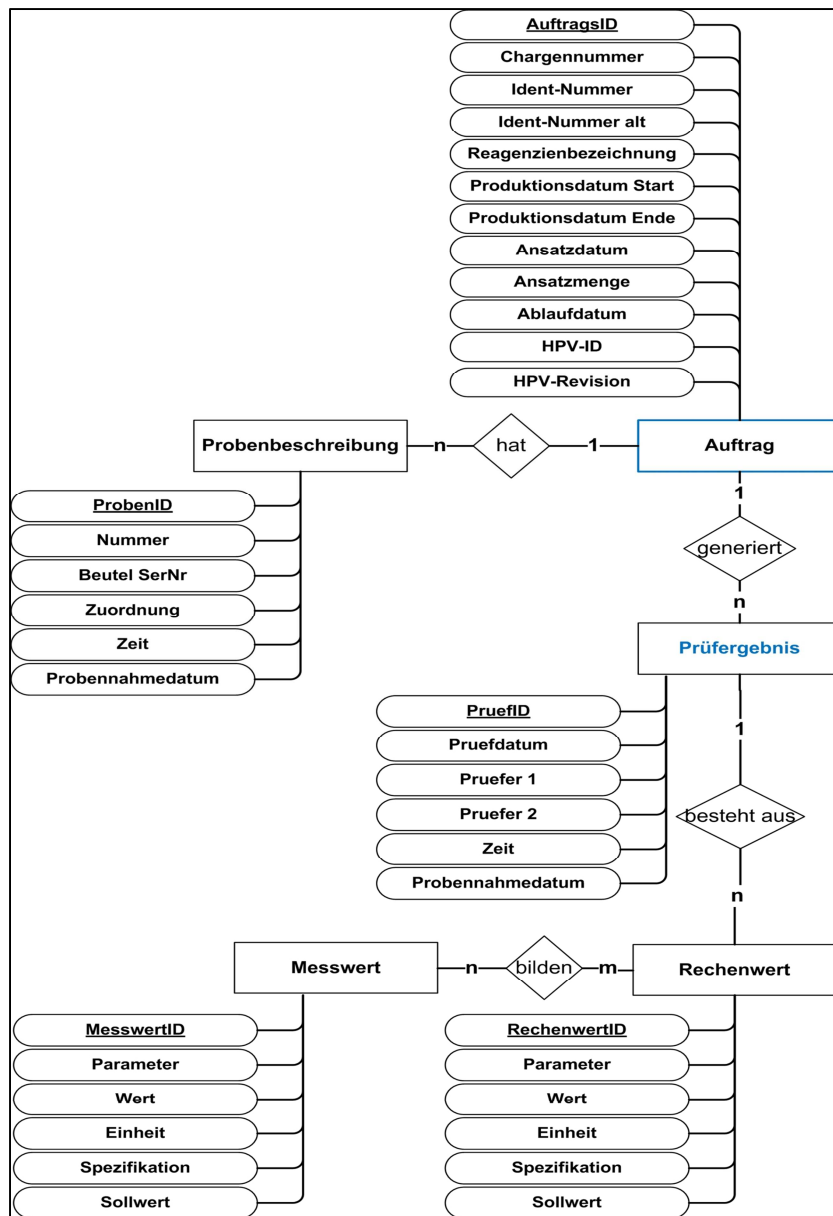 AuftragsID
Chargennummer
Ident-Nummer
Ident-Nummer alt
Reagenzienbezeichnung
Produktionsdatum Start
Produktionsdatum Ende
Ansatzdatum
Ansatzmenge
Ablaufdatum
HPV-ID
HPV-Revision
Probenbeschreibung n hat 1 Auftrag
1
generiert
n
ProbenID
Nummer
Beutel SerNr
Zuordnung
Zeit
Probennahmedatum
Prüfergebnis
1
PruefID
Pruefdatum
Pruefer 1
Pruefer 2
Zeit
Probennahmedatum
besteht aus
n
Messwert n bilden m Rechenwert
MesswertID
Parameter
Wert
Einheit
Spezifikation
Sollwert
RechenwertID
Parameter
Wert
Einheit
Spezifikation
Sollwert